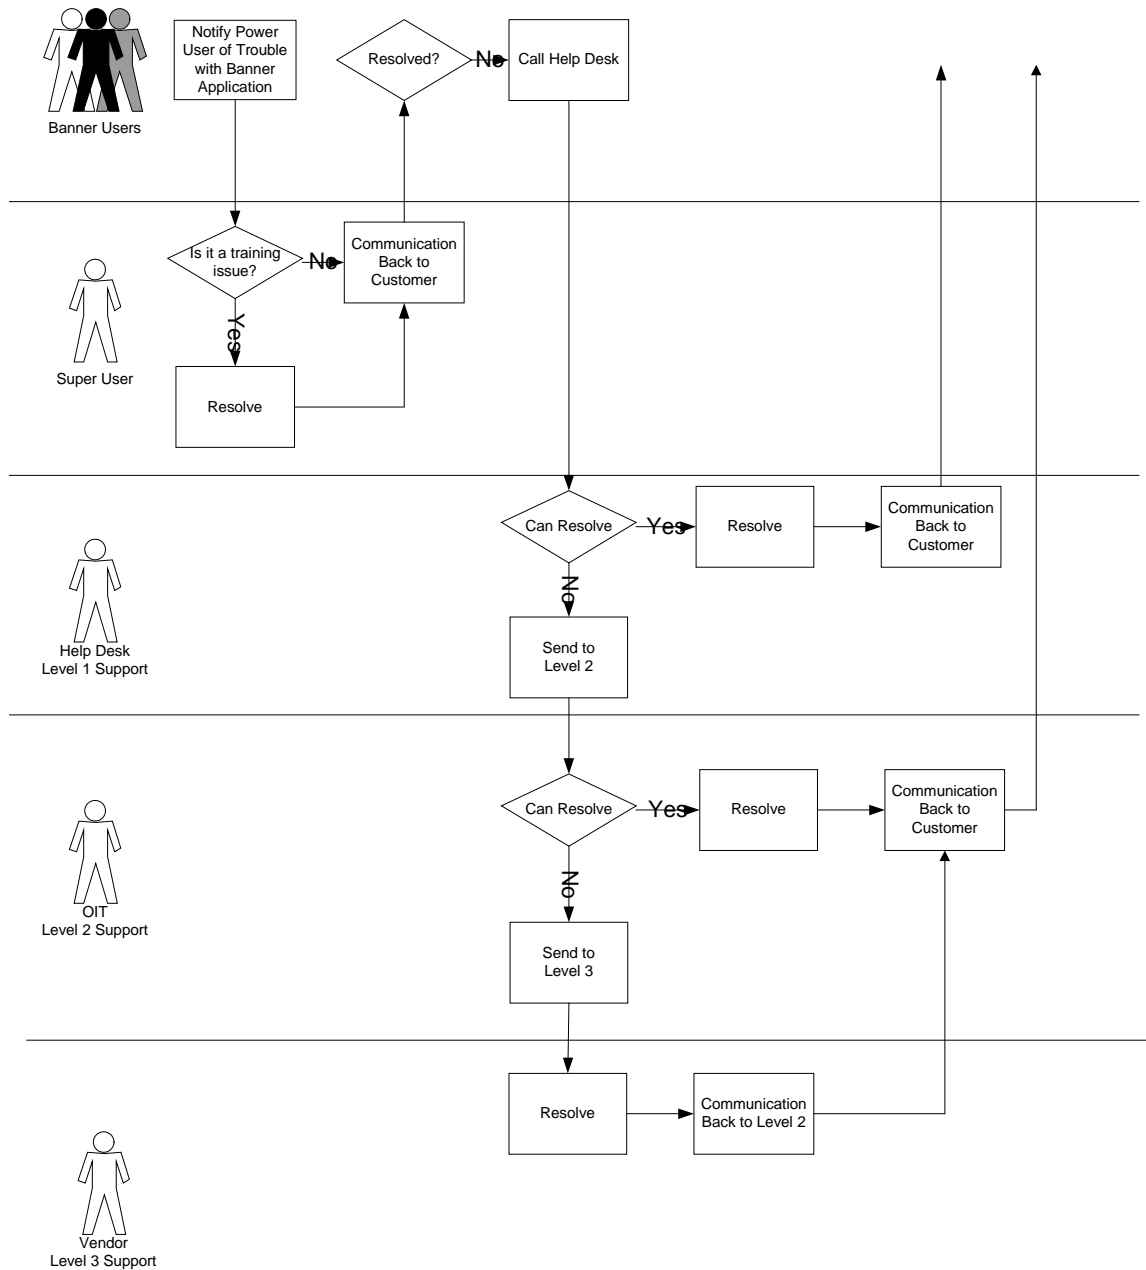 Notify Power
User of Trouble
with Banner
Application
Resolved?
No
Call Help Desk
Banner Users
Is it a training
issue?
No
Communication
Back to
Customer
Yes
Super User
Resolve
Can Resolve
Yes
Resolve
Communication
Back to
Customer
No
Help Desk
Level 1 Support
Send to
Level 2
Can Resolve
Yes
Resolve
Communication
Back to
Customer
No
OIT
Level 2 Support
Send to
Level 3
Resolve
Communication
Back to Level 2
Vendor
Level 3 Support